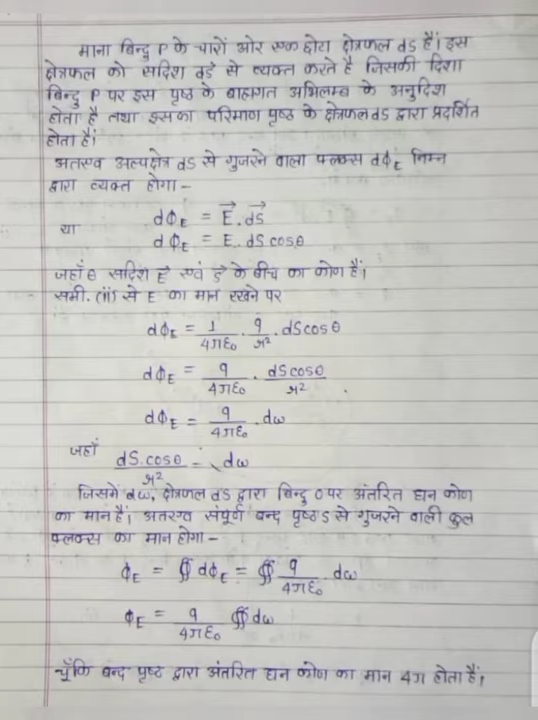 माना बिन्दु P के चारों ओर एक छोटा क्षेत्रफल ds है। इस
क्षेत्रफल को सदिश ds⃗ से व्यक्त करते है जिसकी दिशा
बिन्दु P पर इस पृष्ठ के बाह्यगत अभिलम्ब के अनुदिश
होता है तथा इसका परिमाण पृष्ठ के क्षेत्रफल ds द्वारा प्रदर्शित
होता है।
अतएव अल्पक्षेत्र ds से गुजरने वाला फ्लक्स dΦE निम्न
द्वारा व्यक्त होगा -
dΦE = E⃗ . ds⃗
या dΦE = E. ds cosθ
जहाँ θ सदिश E⃗ एवं s⃗ के बीच का कोण है।
समी. (ii) से E का मान रखने पर
dΦE = 1/4πε₀ . q/r² . dscosθ
dΦE = q/4πε₀ . dscosθ/r²
dΦE = q/4πε₀ . dω
जहाँ ds.cosθ/r² = dω
जिसमें dω, क्षेत्रफल ds द्वारा बिन्दु O पर अंतरित घन कोण
का मान है। अतएव संपूर्ण बन्द पृष्ठ S से गुजरने वाली कुल
फ्लक्स का मान होगा -
ΦE = ∯ dΦE = ∯ q/4πε₀ . dω
ΦE = q/4πε₀ ∯ dω
चूँकि बन्द पृष्ठ द्वारा अंतरित घन कोण का मान 4π होता है।